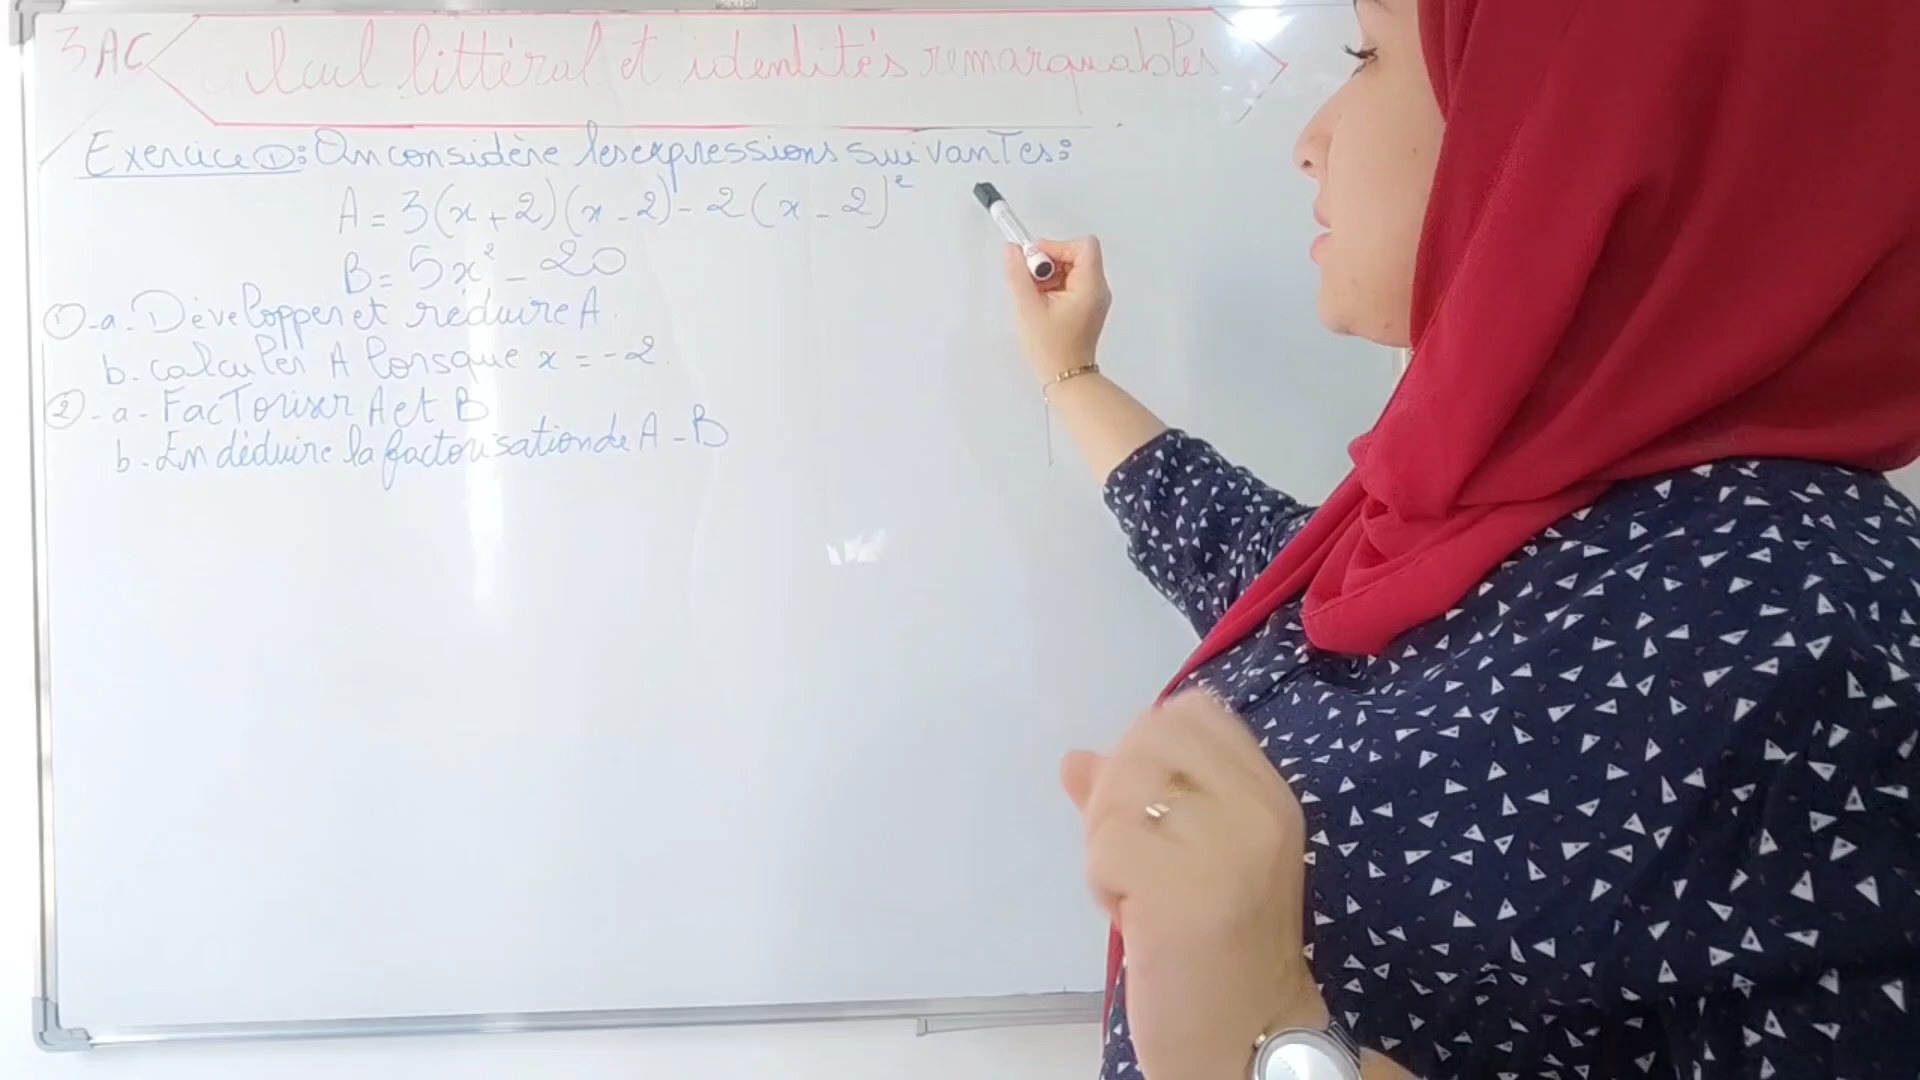 3AC Calcul littéral et identités remarquables
Exercice ①: On considère les expressions suivantes:
A = 3(x+2)(x-2)-2(x-2)²
B = 5x² - 20
①-a. Développer et réduire A.
b. calculer A lorsque x = -2.
②-a- Factoriser A et B
b. En déduire la factorisation de A - B